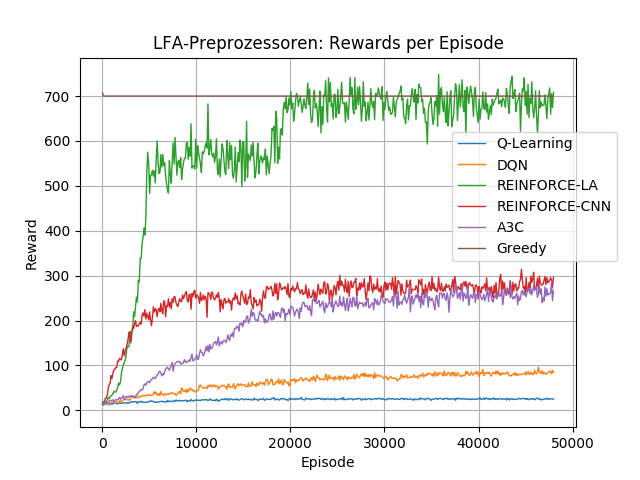 LFA-Preprozessoren: Rewards per Episode
Reward
700
600
500
400
300
200
100
0
Q-Learning
DQN
REINFORCE-LA
REINFORCE-CNN
A3C
Greedy
0 10000 20000 30000 40000 50000
Episode